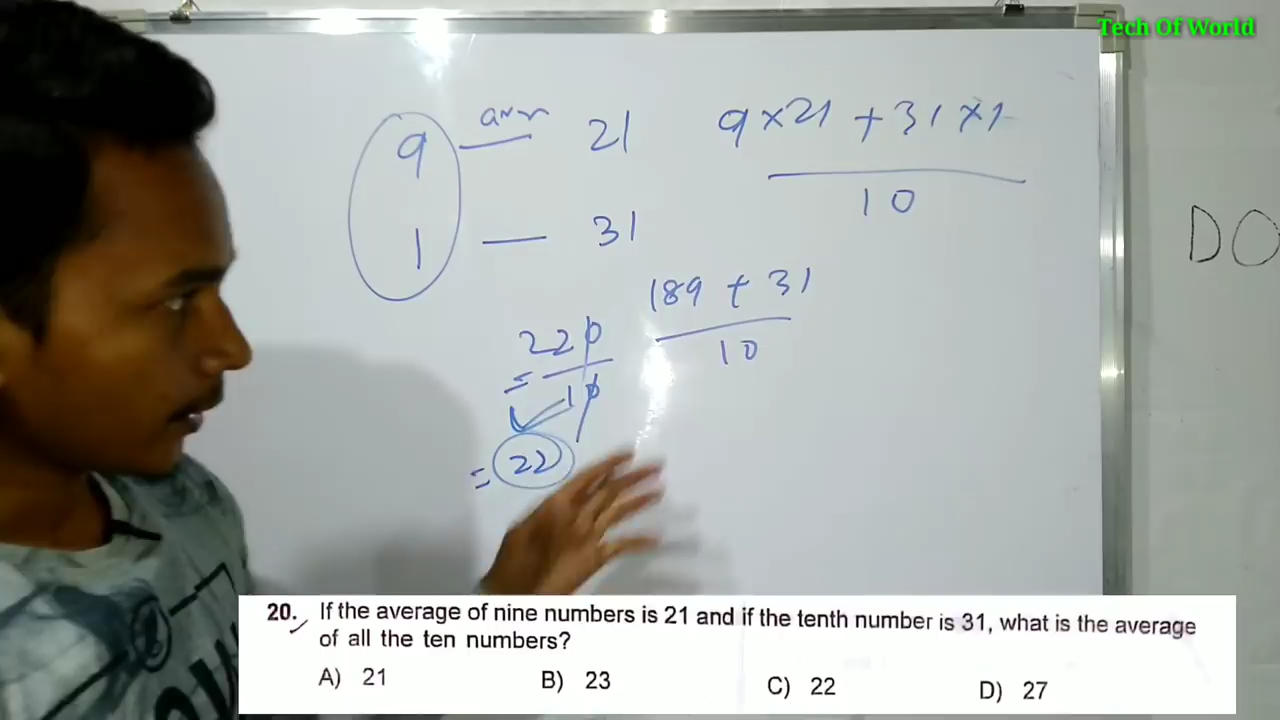 Tech Of World
9 — 21
9 x 21 + 31 x 1
10
1 — 31
189 + 31
10
= 220
10
= 22
DO
20. If the average of nine numbers is 21 and if the tenth number is 31, what is the average
of all the ten numbers?
A) 21 B) 23 C) 22 D) 27